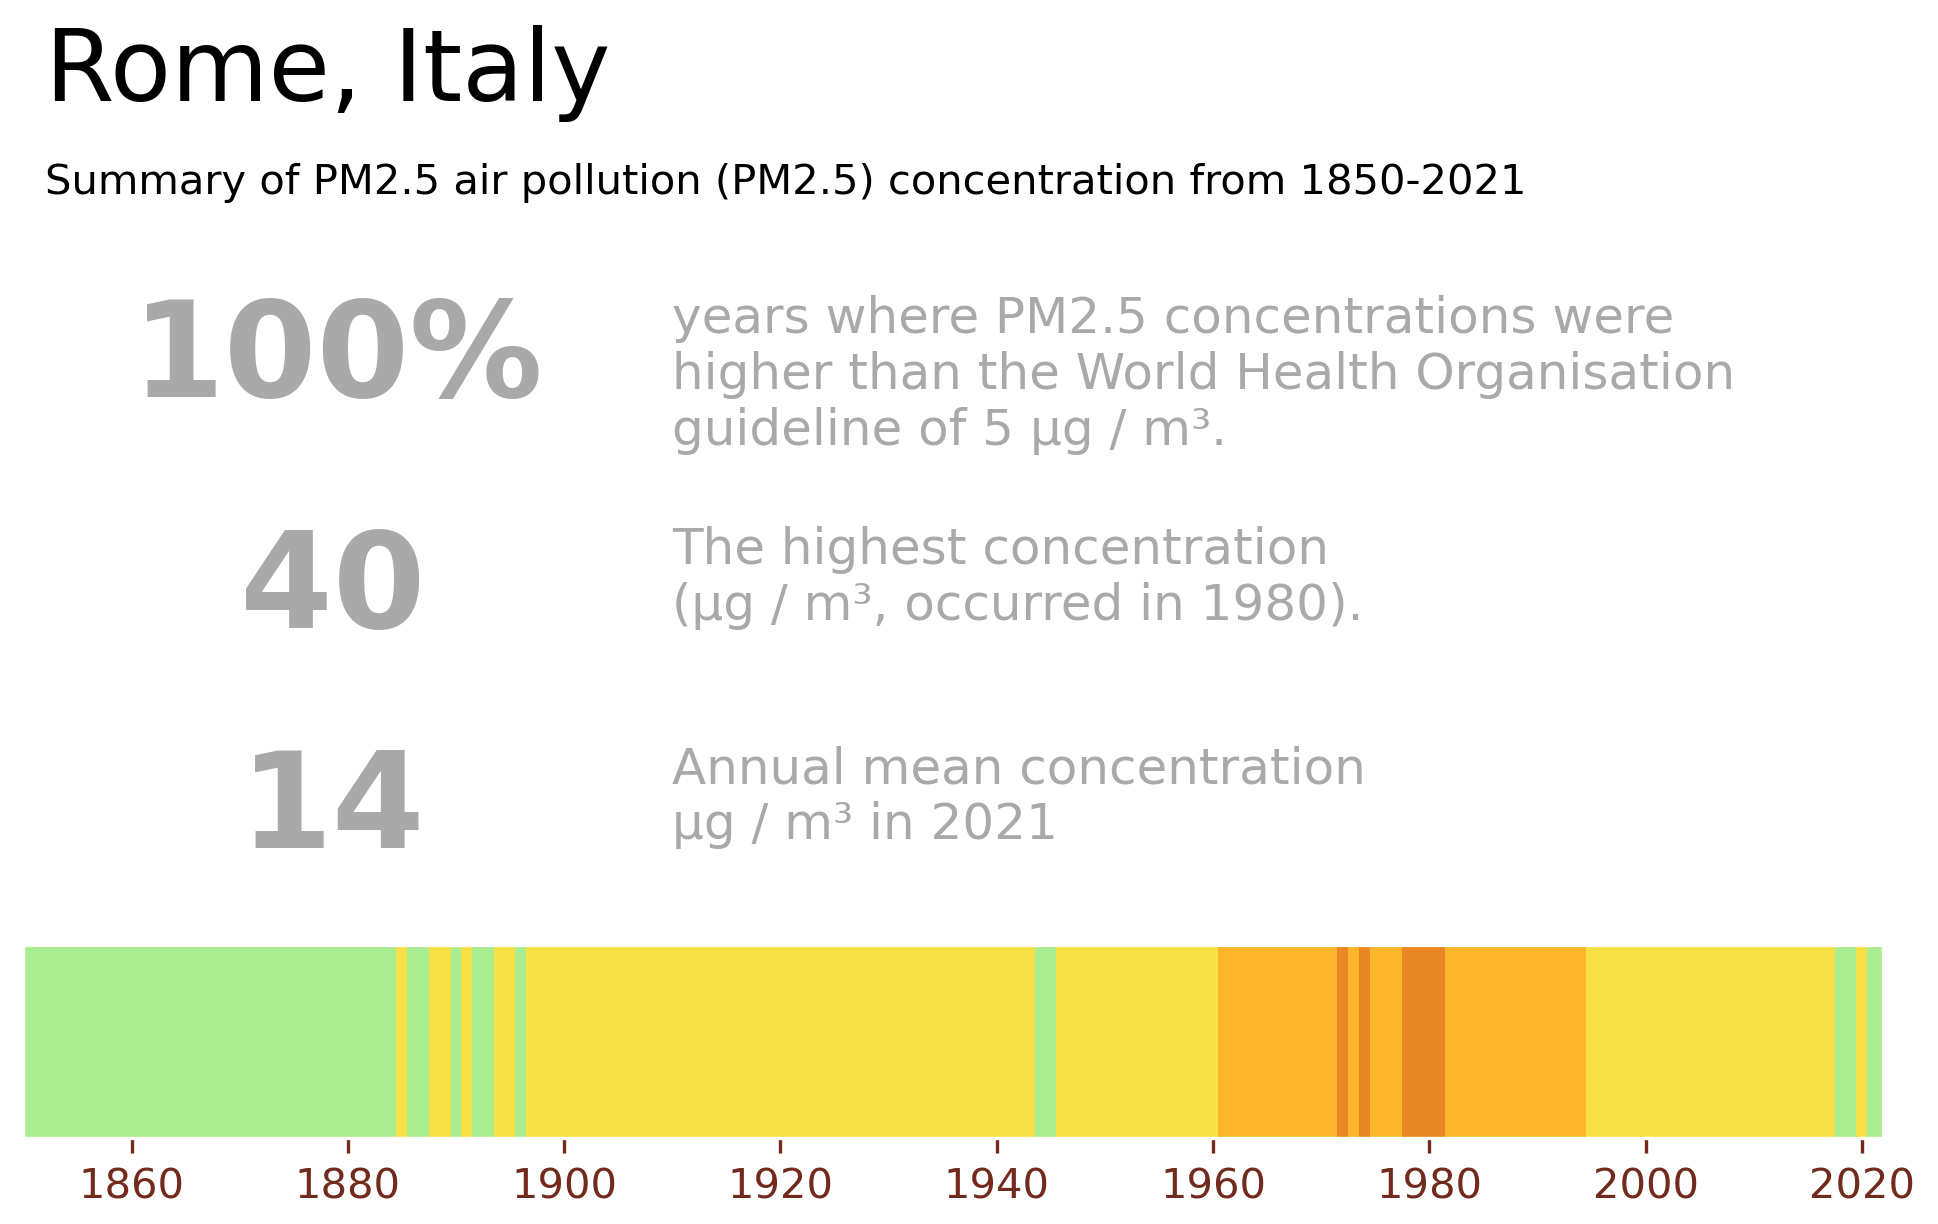 Rome, Italy
Summary of PM2.5 air pollution (PM2.5) concentration from 1850-2021
100%
years where PM2.5 concentrations were
higher than the World Health Organisation
guideline of 5 µg / m³.
40
The highest concentration
(µg / m³, occurred in 1980).
14
Annual mean concentration
µg / m³ in 2021
1860 1880 1900 1920 1940 1960 1980 2000 2020